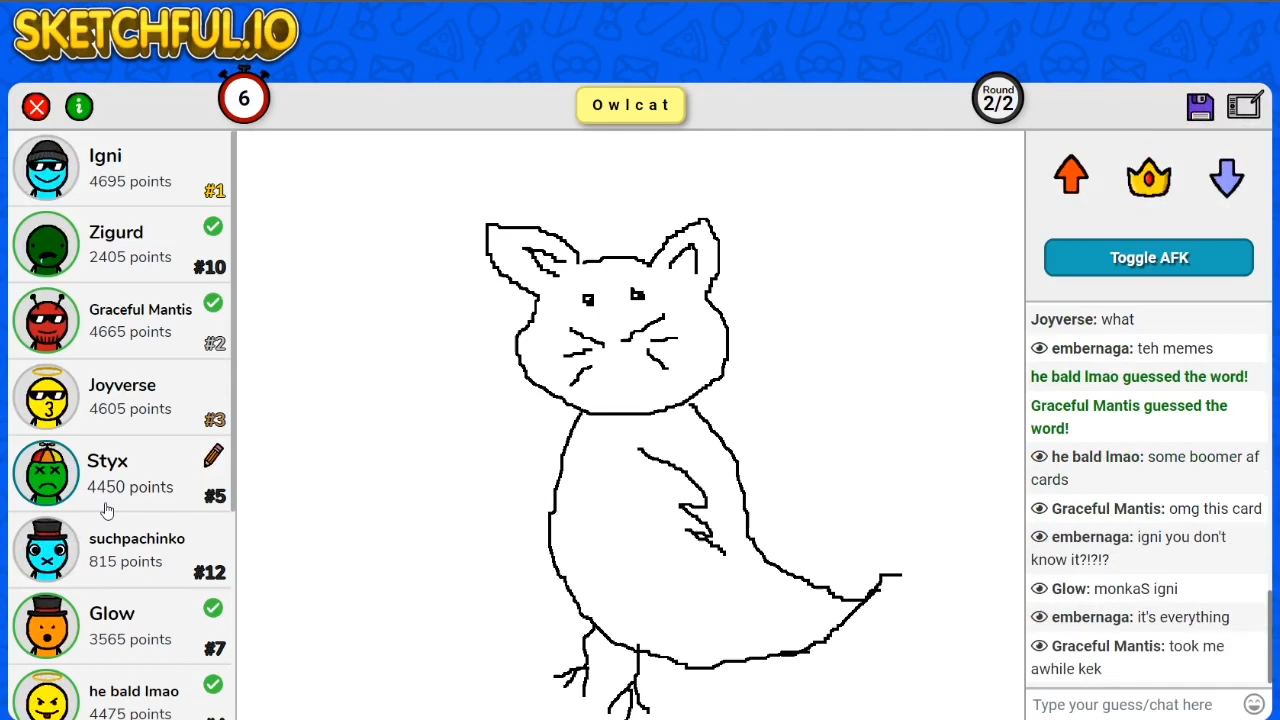 SKETCHFUL.IO
6
Owlcat
Round
2/2
Igni
4695 points
#1
Zigurd
2405 points
#10
Graceful Mantis
4665 points
#2
Joyverse
4605 points
#3
Styx
4450 points
#5
suchpachinko
815 points
#12
Glow
3565 points
#7
he bald lmao
4475 points
Toggle AFK
Joyverse: what
embernaga: teh memes
he bald lmao guessed the word!
Graceful Mantis guessed the
word!
he bald lmao: some boomer af
cards
Graceful Mantis: omg this card
embernaga: igni you don't
know it?!?!?
Glow: monkaS igni
embernaga: it's everything
Graceful Mantis: took me
awhile kek
Type your guess/chat here